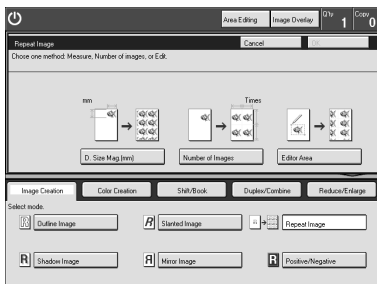 Area Editing Image Overlay Q'ty 1 Copy 0
Repeat Image Cancel OK
Chose one method: Measure, Number of images, or Edit.
mm Times
D. Size Mag.(mm) Number of Images Editor Area
Image Creation Color Creation Shift/Book Duplex/Combine Reduce/Enlarge
Select mode.
R Outline Image R Slanted Image R Repeat Image
R Shadow Image Я Mirror Image R Positive/Negative